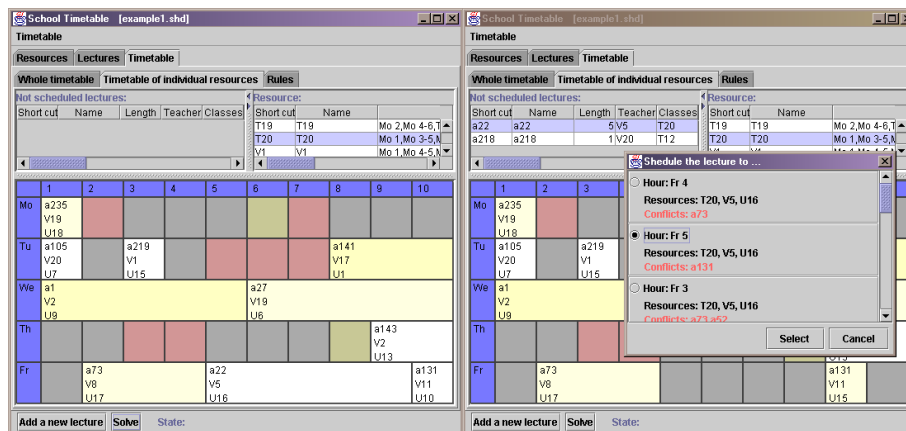 School Timetable [example1.shd]
Timetable
Resources Lectures Timetable
Whole timetable Timetable of individual resources Rules
Not scheduled lectures:
Short cut Name Length Teacher Classes
Resource:
Short cut Name
T19 T19 Mo 2,Mo 4-6,T
T20 T20 Mo 1,Mo 3-5,M
V1 V1 Mo 1,Mo 4-5,M
1 2 3 4 5 6 7 8 9 10
Mo a235
V19
U18
Tu a105 a219 a141
V20 V1 V17
U7 U15 U1
We a1 a27
V2 V19
U9 U6
Th a143
V2
U13
Fr a73 a22 a131
V8 V5 V11
U17 U16 U10
Add a new lecture Solve State:
School Timetable [example1.shd]
Timetable
Resources Lectures Timetable
Whole timetable Timetable of individual resources Rules
Not scheduled lectures:
Short cut Name Length Teacher Classes
a22 a22 5 V5 T20
a218 a218 1 V20 T12
Resource:
Short cut Name
T19 T19 Mo 2,Mo 4-6,T
T20 T20 Mo 1,Mo 3-5,M
Shedule the lecture to ...
Hour: Fr 4
Resources: T20, V5, U16
Conflicts: a73
Hour: Fr 5
Resources: T20, V5, U16
Conflicts: a131
Hour: Fr 3
Resources: T20, V5, U16
Conflicts: a73,a52
Select Cancel
1 2 3
Mo a235
V19
U18
Tu a105 a219
V20 V1
U7 U15
We a1
V2
U9
Th
U13
Fr a73 a131
V8 V11
U17 U15
Add a new lecture Solve State: